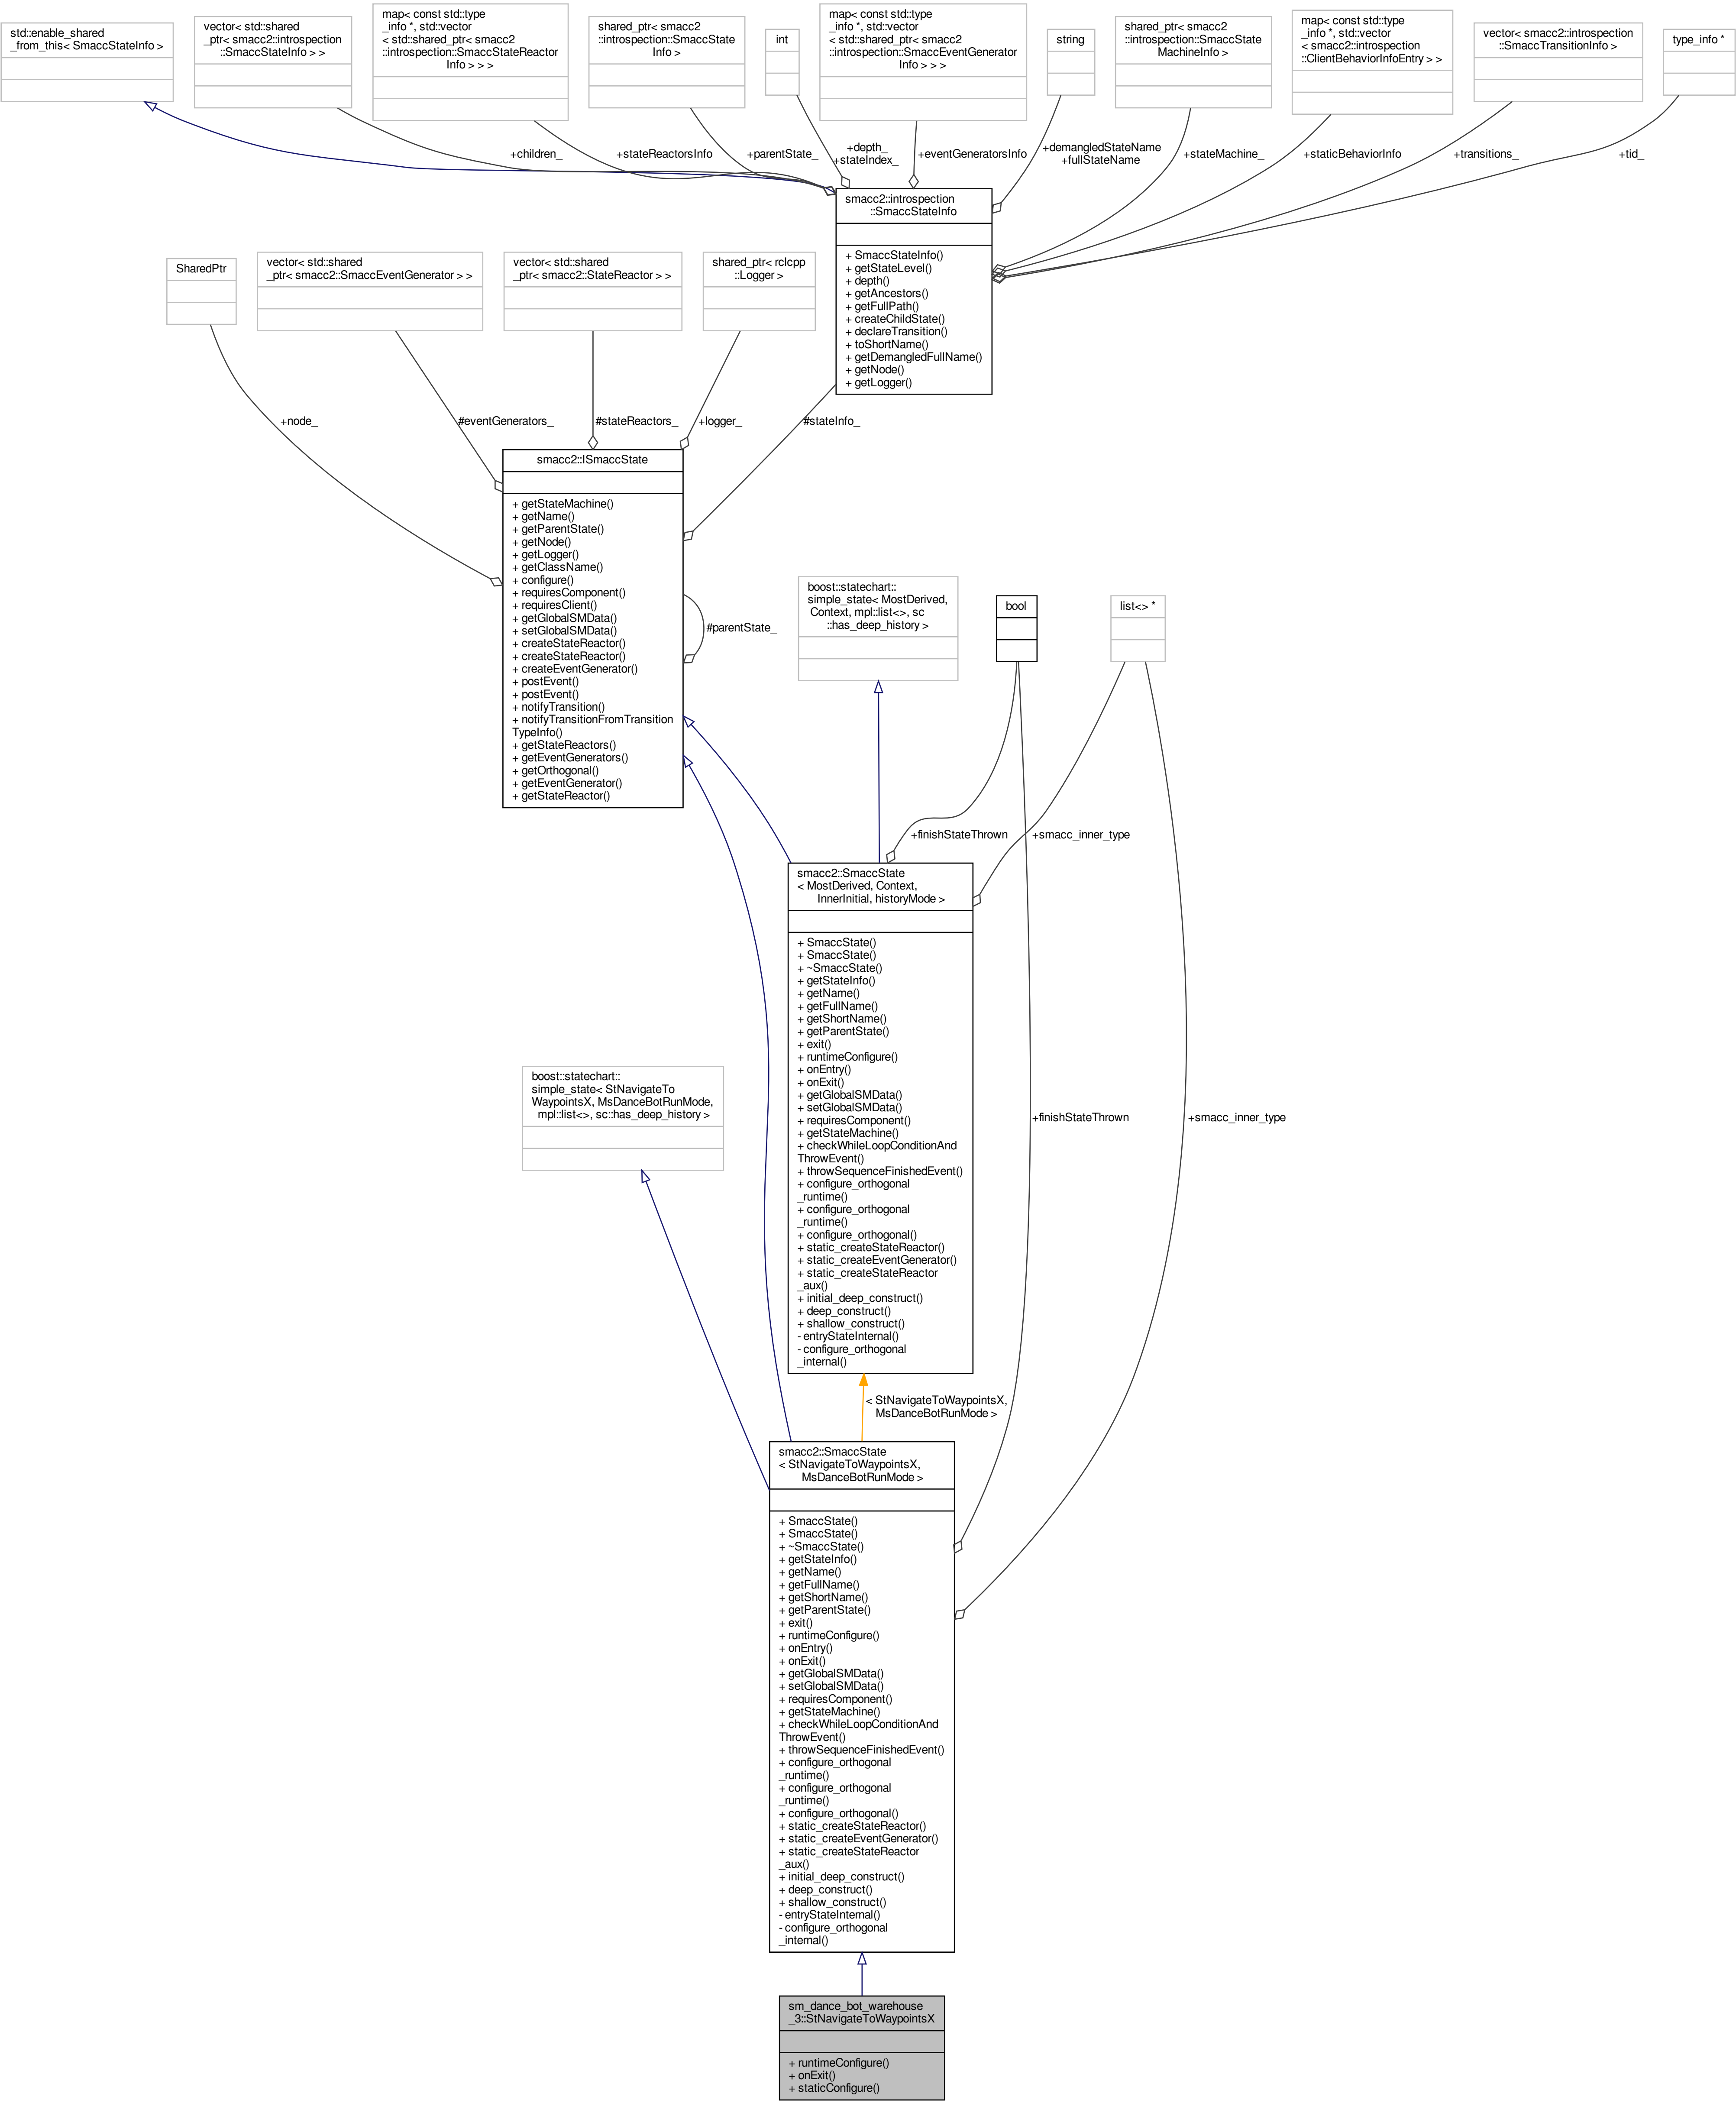 std::enable_shared
_from_this< SmaccStateInfo >
vector< std::shared
_ptr< smacc2::introspection
::SmaccStateInfo > >
map< const std::type
_info *, std::vector
< std::shared_ptr< smacc2
::introspection::SmaccStateReactor
Info > > >
shared_ptr< smacc2
::introspection::SmaccState
Info >
int
map< const std::type
_info *, std::vector
< std::shared_ptr< smacc2
::introspection::SmaccEventGenerator
Info > > >
string
shared_ptr< smacc2
::introspection::SmaccState
MachineInfo >
map< const std::type
_info *, std::vector
< smacc2::introspection
::ClientBehaviorInfoEntry > >
vector< smacc2::introspection
::SmaccTransitionInfo >
type_info *
+children_
+stateReactorsInfo
+parentState_
+depth_
+stateIndex_
+eventGeneratorsInfo
+demangledStateName
+fullStateName
+stateMachine_
+staticBehaviorInfo
+transitions_
+tid_
smacc2::introspection
::SmaccStateInfo
+ SmaccStateInfo()
+ getStateLevel()
+ depth()
+ getAncestors()
+ getFullPath()
+ createChildState()
+ declareTransition()
+ toShortName()
+ getDemangledFullName()
+ getNode()
+ getLogger()
SharedPtr
vector< std::shared
_ptr< smacc2::SmaccEventGenerator > >
vector< std::shared
_ptr< smacc2::StateReactor > >
shared_ptr< rclcpp
::Logger >
+node_
#eventGenerators_
#stateReactors_
+logger_
#stateInfo_
smacc2::ISmaccState
+ getStateMachine()
+ getName()
+ getParentState()
+ getNode()
+ getLogger()
+ getClassName()
+ configure()
+ requiresComponent()
+ requiresClient()
+ getGlobalSMData()
+ setGlobalSMData()
+ createStateReactor()
+ createStateReactor()
+ createEventGenerator()
+ postEvent()
+ postEvent()
+ notifyTransition()
+ notifyTransitionFromTransition
TypeInfo()
+ getStateReactors()
+ getEventGenerators()
+ getOrthogonal()
+ getEventGenerator()
+ getStateReactor()
#parentState_
boost::statechart::
simple_state< MostDerived,
Context, mpl::list<>, sc
::has_deep_history >
bool
list<> *
+finishStateThrown
+smacc_inner_type
smacc2::SmaccState
< MostDerived, Context,
InnerInitial, historyMode >
+ SmaccState()
+ SmaccState()
+ ~SmaccState()
+ getStateInfo()
+ getName()
+ getFullName()
+ getShortName()
+ getParentState()
+ exit()
+ runtimeConfigure()
+ onEntry()
+ onExit()
+ getGlobalSMData()
+ setGlobalSMData()
+ requiresComponent()
+ getStateMachine()
+ checkWhileLoopConditionAnd
ThrowEvent()
+ throwSequenceFinishedEvent()
+ configure_orthogonal
_runtime()
+ configure_orthogonal
_runtime()
+ configure_orthogonal()
+ static_createStateReactor()
+ static_createEventGenerator()
+ static_createStateReactor
_aux()
+ initial_deep_construct()
+ deep_construct()
+ shallow_construct()
- entryStateInternal()
- configure_orthogonal
_internal()
boost::statechart::
simple_state< StNavigateTo
WaypointsX, MsDanceBotRunMode,
mpl::list<>, sc::has_deep_history >
+finishStateThrown
+smacc_inner_type
< StNavigateToWaypointsX,
MsDanceBotRunMode >
smacc2::SmaccState
< StNavigateToWaypointsX,
MsDanceBotRunMode >
+ SmaccState()
+ SmaccState()
+ ~SmaccState()
+ getStateInfo()
+ getName()
+ getFullName()
+ getShortName()
+ getParentState()
+ exit()
+ runtimeConfigure()
+ onEntry()
+ onExit()
+ getGlobalSMData()
+ setGlobalSMData()
+ requiresComponent()
+ getStateMachine()
+ checkWhileLoopConditionAnd
ThrowEvent()
+ throwSequenceFinishedEvent()
+ configure_orthogonal
_runtime()
+ configure_orthogonal
_runtime()
+ configure_orthogonal()
+ static_createStateReactor()
+ static_createEventGenerator()
+ static_createStateReactor
_aux()
+ initial_deep_construct()
+ deep_construct()
+ shallow_construct()
- entryStateInternal()
- configure_orthogonal
_internal()
sm_dance_bot_warehouse
_3::StNavigateToWaypointsX
+ runtimeConfigure()
+ onExit()
+ staticConfigure()